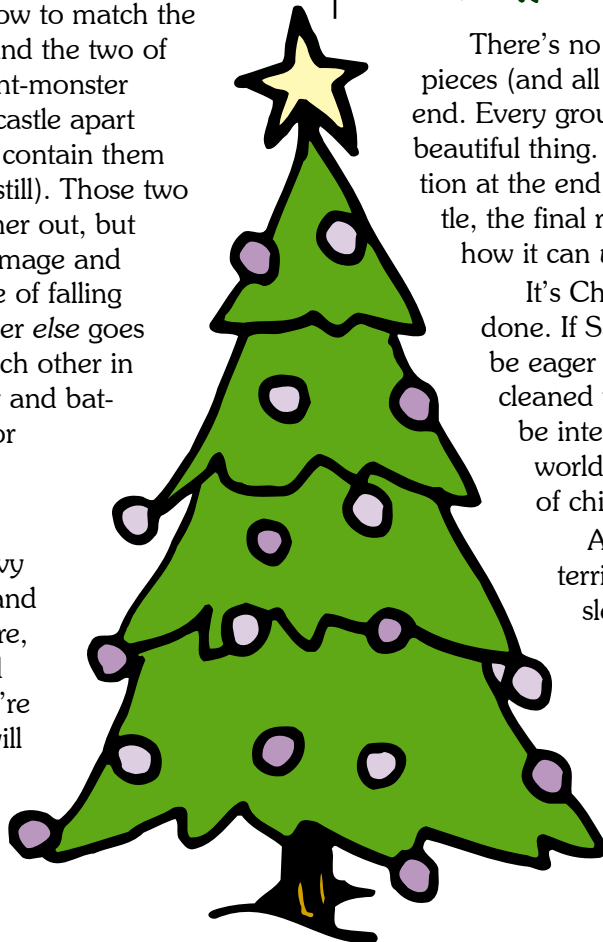 ow to match the
nd the two of
nt-monster
castle apart
contain them
still). Those two
her out, but
mage and
e of falling
er else goes
ch other in
and bat-
or
vy
and
re,
're
will
There's no
pieces (and all
end. Every grou
beautiful thing.
tion at the end
tle, the final r
how it can
It's Ch
done. If S
be eager
cleaned
be inte
world
of chi
A
terri
sle